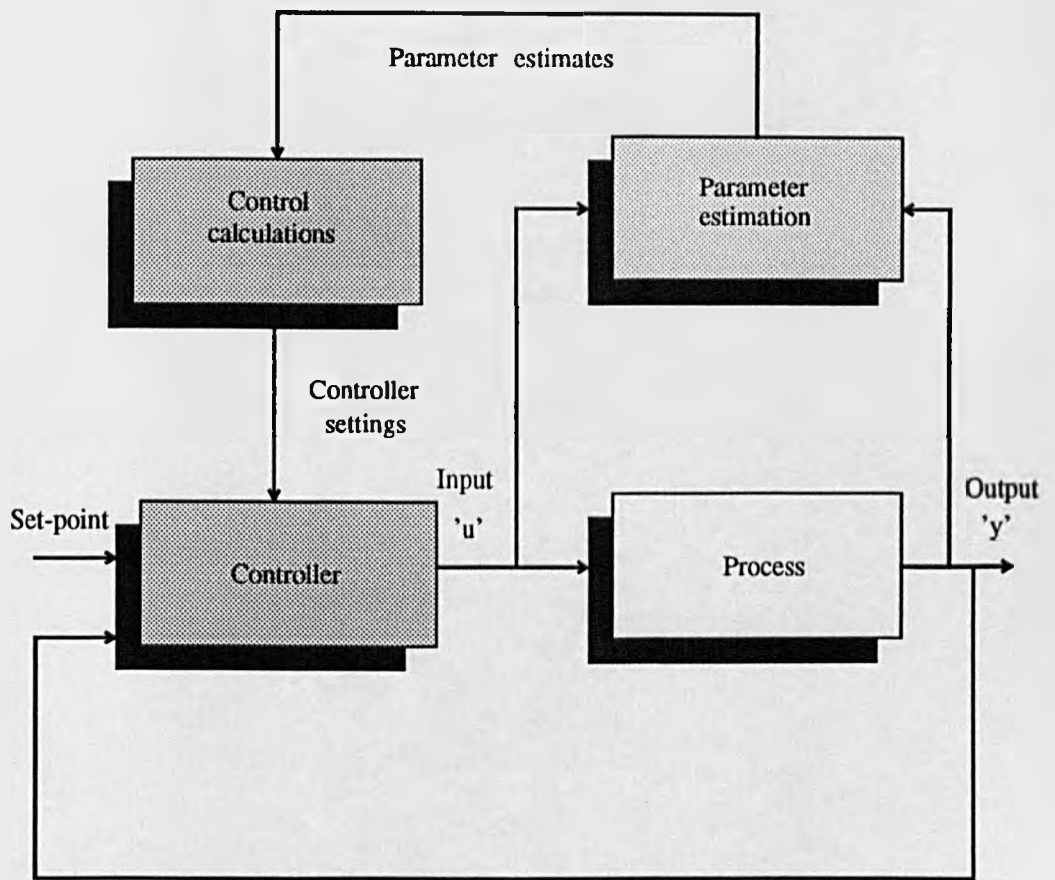 Parameter estimates
Control
calculations
Parameter
estimation
Controller
settings
Set-point
Controller
Input
'u'
Process
Output
'y'